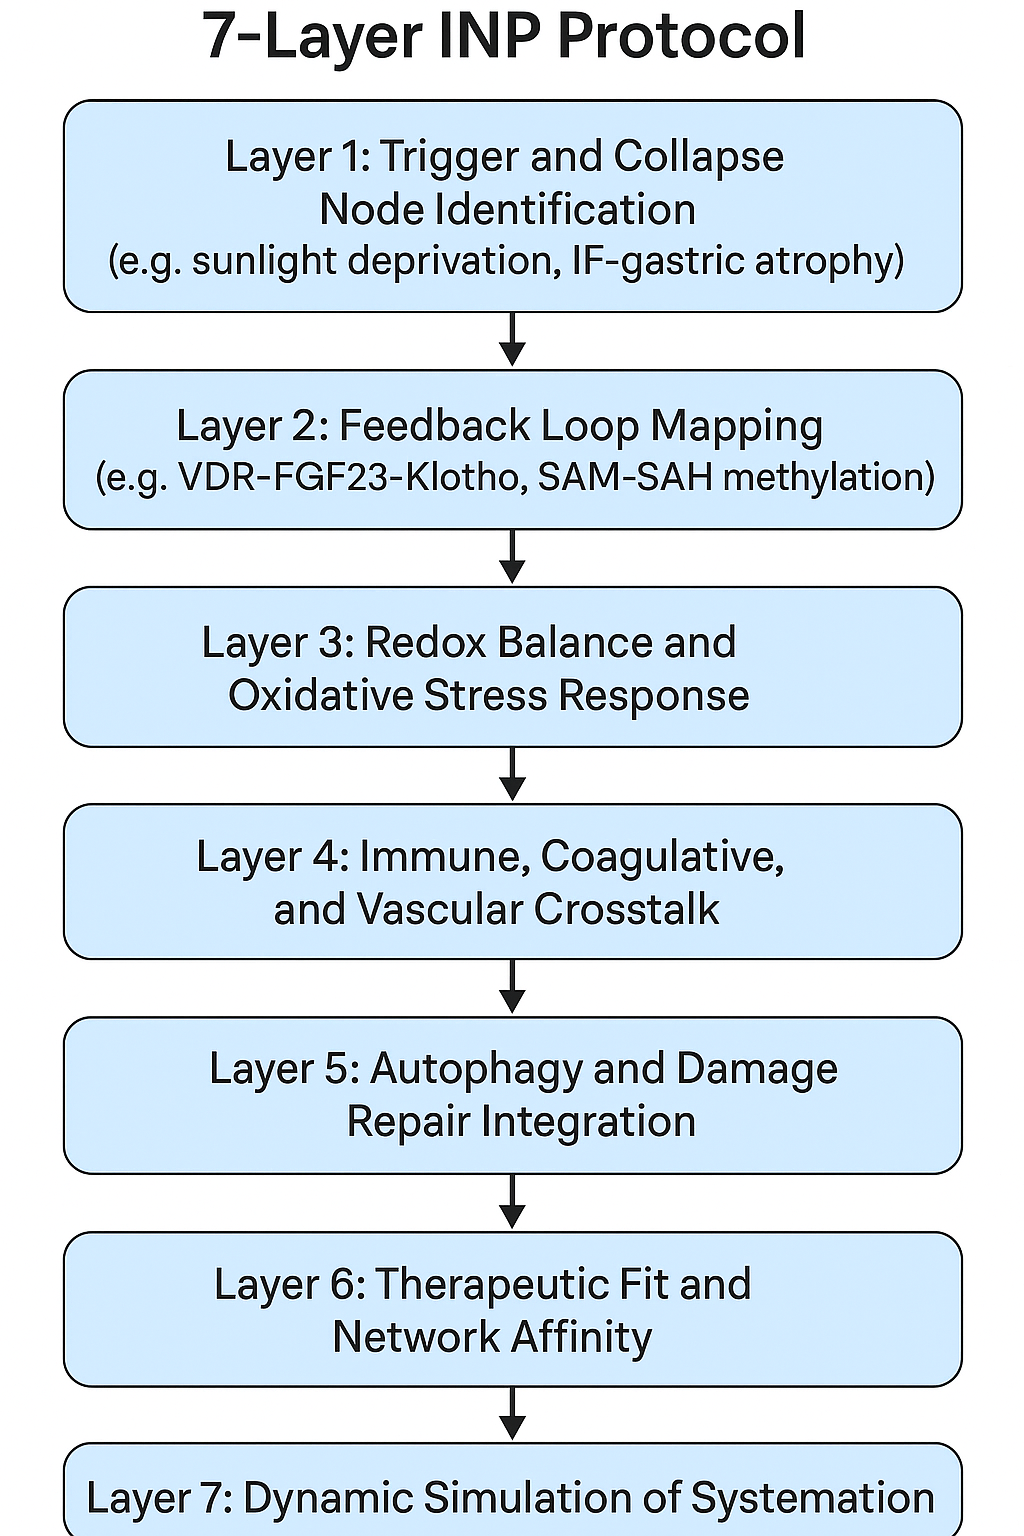 7-Layer INP Protocol
Layer 1: Trigger and Collapse
Node Identification
(e.g. sunlight deprivation, IF-gastric atrophy)
Layer 2: Feedback Loop Mapping
(e.g. VDR-FGF23-Klotho, SAM-SAH methylation)
Layer 3: Redox Balance and
Oxidative Stress Response
Layer 4: Immune, Coagulative,
and Vascular Crosstalk
Layer 5: Autophagy and Damage
Repair Integration
Layer 6: Therapeutic Fit and
Network Affinity
Layer 7: Dynamic Simulation of Systemation